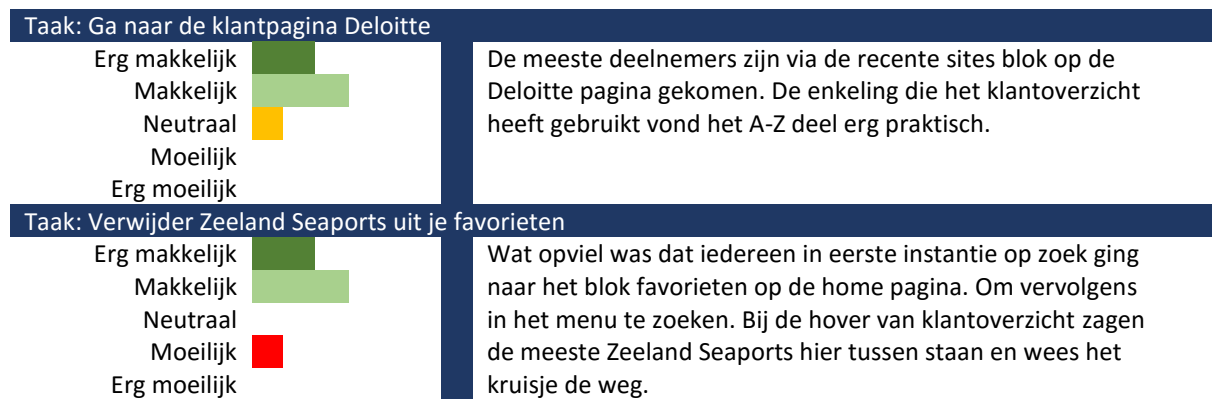 Taak: Ga naar de klantpagina Deloitte
Erg makkelijk
Makkelijk
Neutraal
Moeilijk
Erg moeilijk
De meeste deelnemers zijn via de recente sites blok op de
Deloitte pagina gekomen. De enkeling die het klantoverzicht
heeft gebruikt vond het A-Z deel erg praktisch.
Taak: Verwijder Zeeland Seaports uit je favorieten
Erg makkelijk
Makkelijk
Neutraal
Moeilijk
Erg moeilijk
Wat opviel was dat iedereen in eerste instantie op zoek ging
naar het blok favorieten op de home pagina. Om vervolgens
in het menu te zoeken. Bij de hover van klantoverzicht zagen
de meeste Zeeland Seaports hier tussen staan en wees het
kruisje de weg.